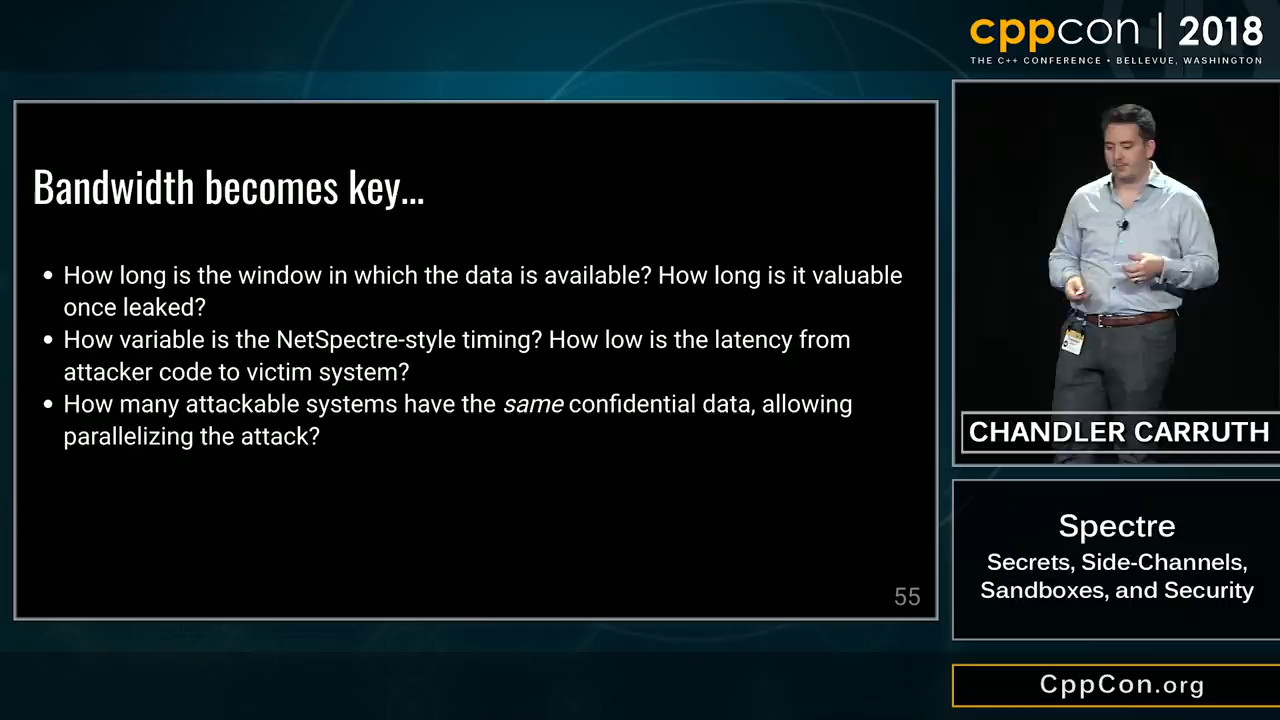 cppcon | 2018
THE C++ CONFERENCE • BELLEVUE, WASHINGTON
Bandwidth becomes key...
• How long is the window in which the data is available? How long is it valuable
once leaked?
• How variable is the NetSpectre-style timing? How low is the latency from
attacker code to victim system?
• How many attackable systems have the same confidential data, allowing
parallelizing the attack?
55
CHANDLER CARRUTH
Spectre
Secrets, Side-Channels,
Sandboxes, and Security
CppCon.org